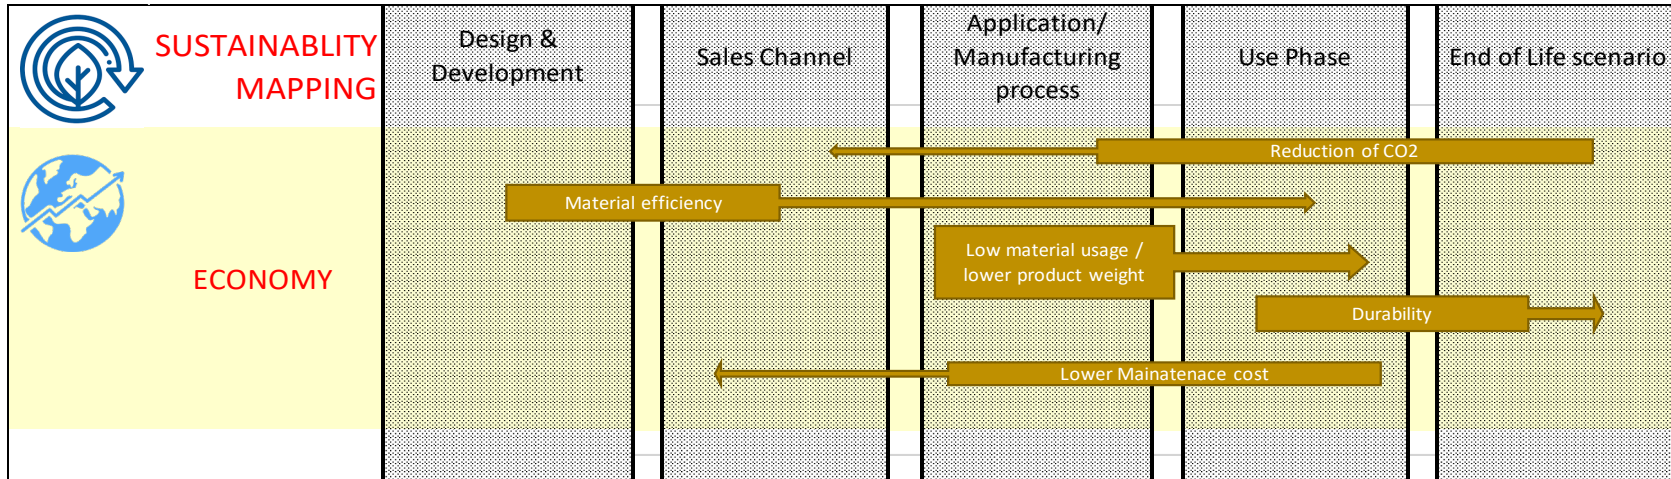 SUSTAINABLITY
MAPPING
Design &
Development
Sales Channel
Application/
Manufacturing
process
Use Phase
End of Life scenario
ECONOMY
Reduction of CO2
Material efficiency
Low material usage /
lower product weight
Durability
Lower Mainatenace cost